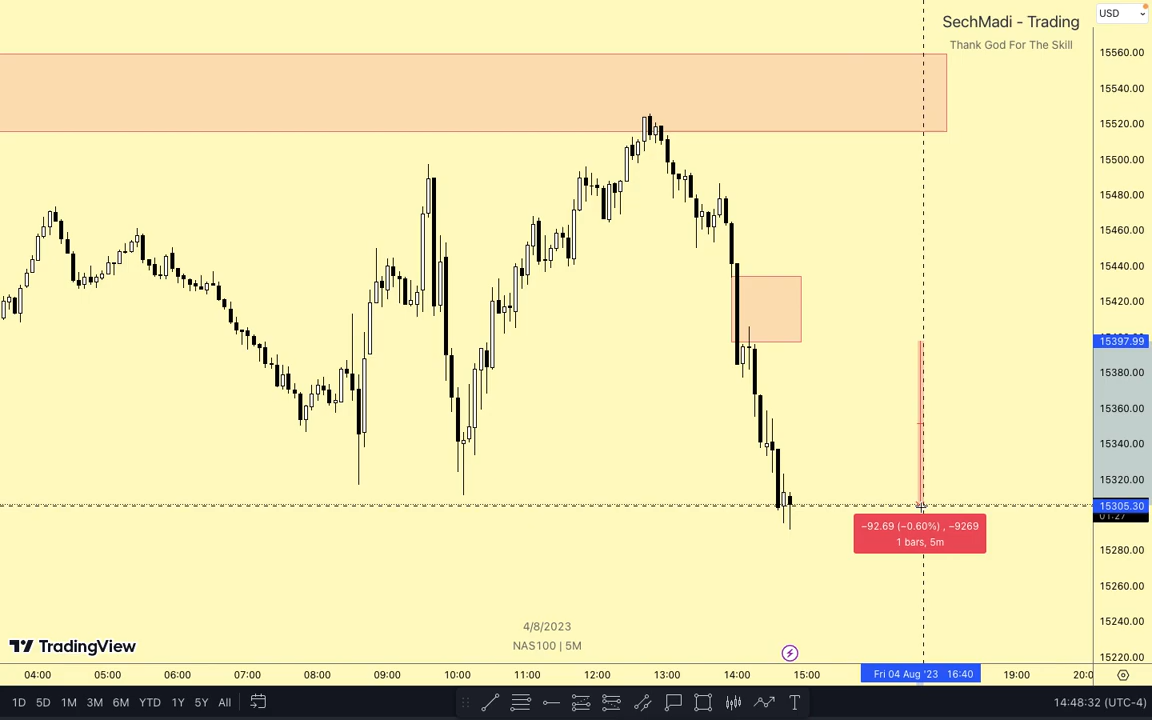 USD
SechMadi - Trading
Thank God For The Skill
15560.00
15540.00
15520.00
15500.00
15480.00
15460.00
15440.00
15420.00
15397.99
15380.00
15360.00
15340.00
15320.00
15305.30
01:27
15280.00
15260.00
15240.00
15220.00
−92.69 (−0.60%) , −9269
1 bars, 5m
4/8/2023
NAS100 | 5M
TradingView
04:00 05:00 06:00 07:00 08:00 09:00 10:00 11:00 12:00 13:00 14:00 15:00 Fri 04 Aug '23 16:40 19:00 20:0
1D 5D 1M 3M 6M YTD 1Y 5Y All
14:48:32 (UTC-4)